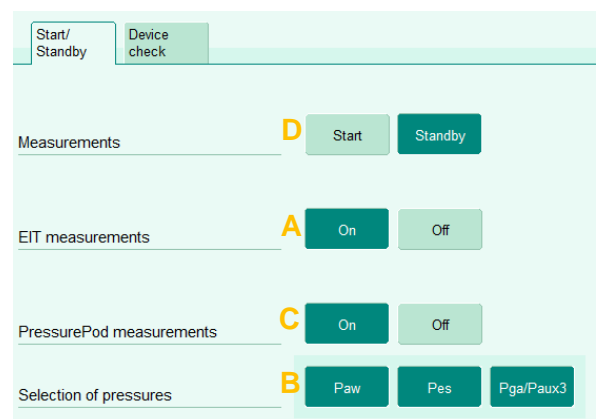 Start/ Device
Standby check
Measurements D Start Standby
EIT measurements A On Off
PressurePod measurements C On Off
Selection of pressures B Paw Pes Pga/Paux3